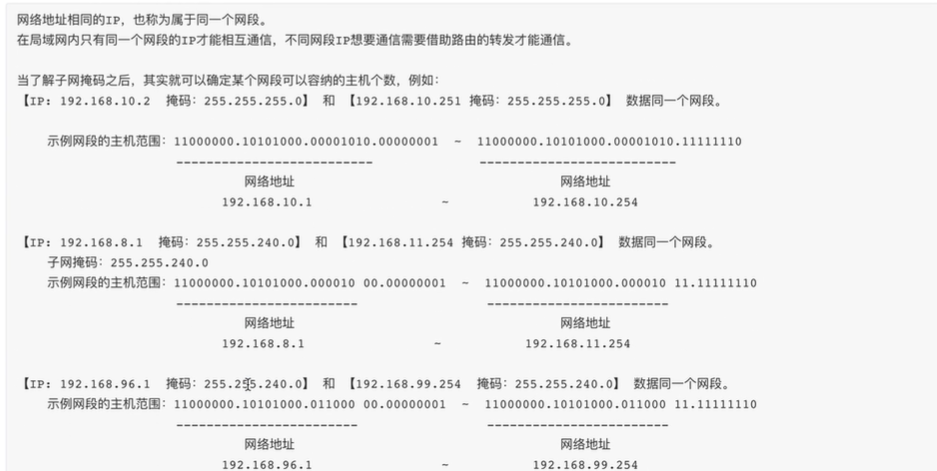 网络地址相同的IP，也称为属于同一个网段。
在局域网内只有同一个网段的IP才能相互通信，不同网段IP想要通信需要借助路由的转发才能通信。
当了解子网掩码之后，其实就可以确定某个网段可以容纳的主机个数，例如：
【IP: 192.168.10.2 掩码: 255.255.255.0】 和 【192.168.10.251 掩码: 255.255.255.0】 数据同一个网段。
示例网段的主机范围: 11000000.10101000.00001010.00000001 ~ 11000000.10101000.00001010.11111110
-------------------------- --------------------------
网络地址 网络地址
192.168.10.1 ~ 192.168.10.254
【IP: 192.168.8.1 掩码: 255.255.240.0】 和 【192.168.11.254 掩码: 255.255.240.0】 数据同一个网段。
子网掩码: 255.255.240.0
示例网段的主机范围: 11000000.10101000.000010 00.00000001 ~ 11000000.10101000.000010 11.11111110
------------------------ ------------------------
网络地址 网络地址
192.168.8.1 ~ 192.168.11.254
【IP: 192.168.96.1 掩码: 255.255.240.0】 和 【192.168.99.254 掩码: 255.255.240.0】 数据同一个网段。
示例网段的主机范围: 11000000.10101000.011000 00.00000001 ~ 11000000.10101000.011000 11.11111110
------------------------ ------------------------
网络地址 网络地址
192.168.96.1 ~ 192.168.99.254